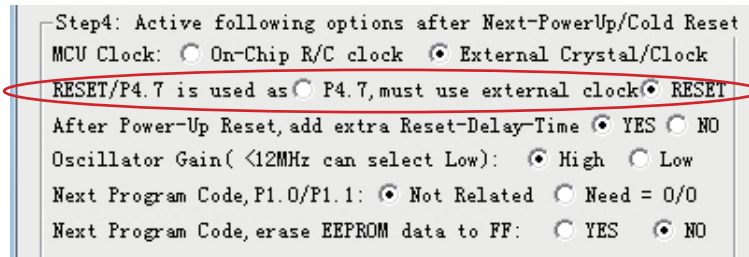 Step4: Active following options after Next-PowerUp/Cold Reset
MCU Clock: On-Chip R/C clock External Crystal/Clock
RESET/P4.7 is used as P4.7, must use external clock RESET
After Power-Up Reset, add extra Reset-Delay-Time YES NO
Oscillator Gain( <12MHz can select Low): High Low
Next Program Code, P1.0/P1.1: Not Related Need = 0/0
Next Program Code, erase EEPROM data to FF: YES NO